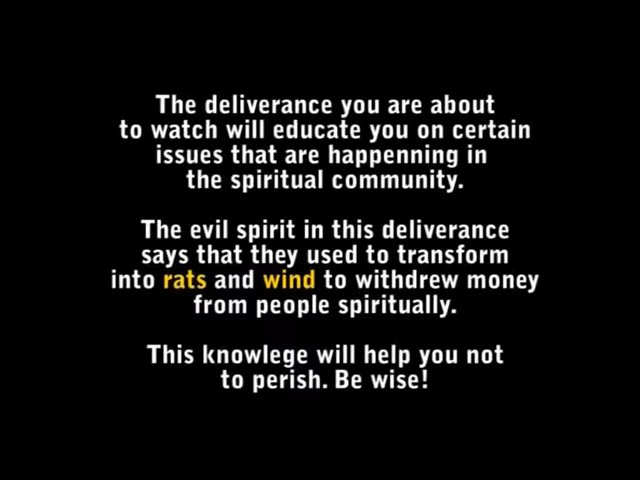 The deliverance you are about
to watch will educate you on certain
issues that are happenning in
the spiritual community.
The evil spirit in this deliverance
says that they used to transform
into rats and wind to withdrew money
from people spiritually.
This knowlege will help you not
to perish. Be wise!